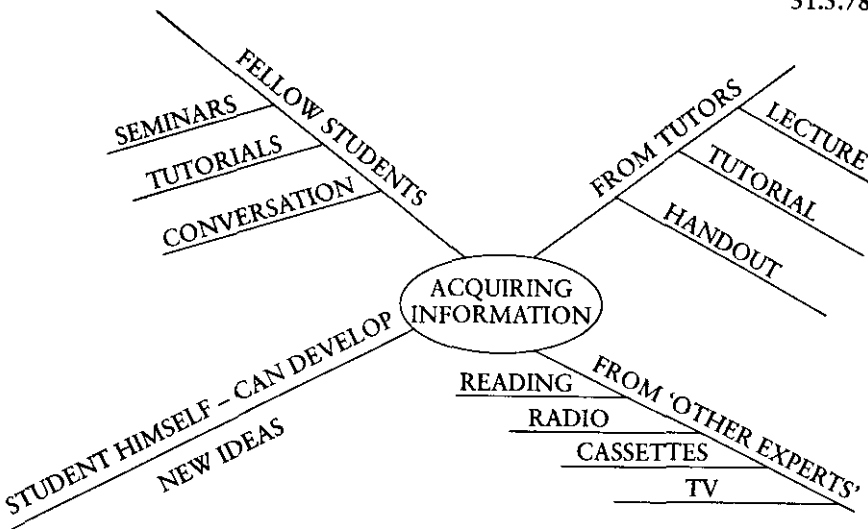 31.5.78
FELLOW STUDENTS
SEMINARS
TUTORIALS
CONVERSATION
FROM TUTORS
LECTURE
TUTORIAL
HANDOUT
ACQUIRING
INFORMATION
STUDENT HIMSELF – CAN DEVELOP
NEW IDEAS
FROM 'OTHER EXPERTS'
READING
RADIO
CASSETTES
TV